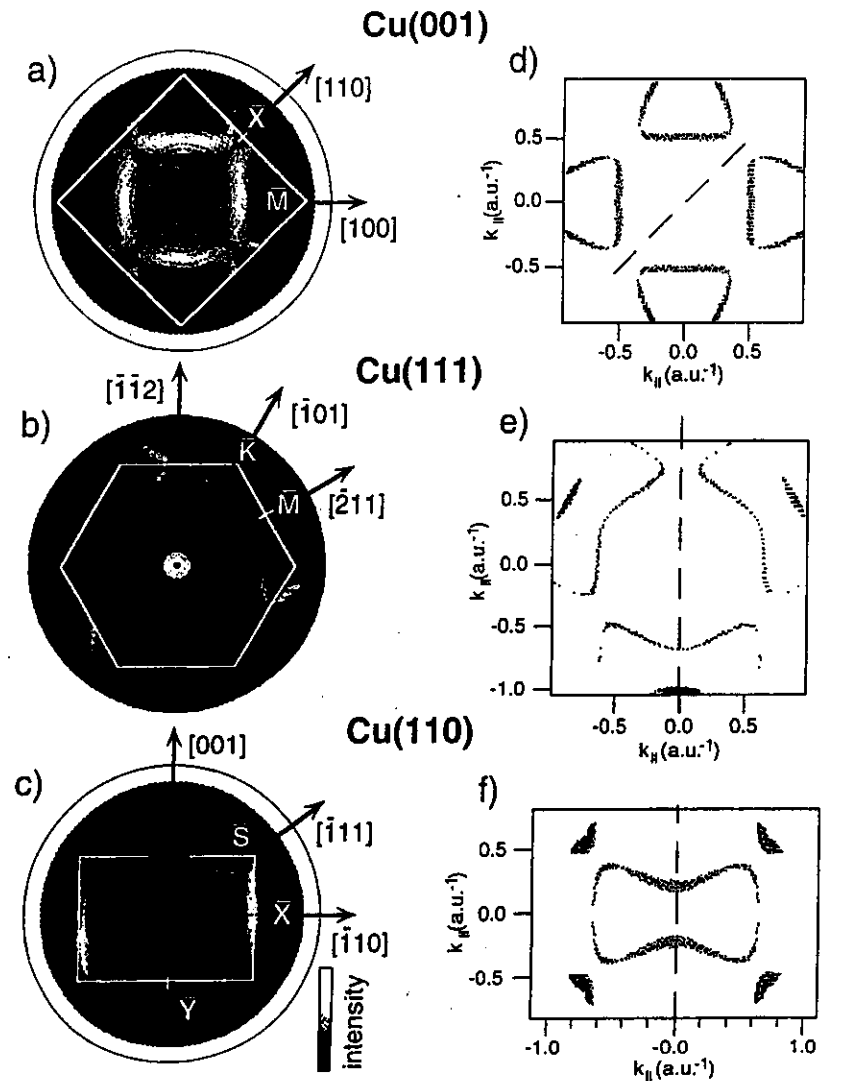 Cu(001)
a)
[110]
X̄
M̄
[100]
d)
0.5
0.0
-0.5
k||(a.u.⁻¹)
-0.5 0.0 0.5
k||(a.u.⁻¹)
Cu(111)
[1̄1̄2]
b)
[1̄01]
K̄
M̄
[2̄11]
e)
0.5
0.0
-0.5
-1.0
k||(a.u.⁻¹)
-0.5 0.0 0.5
k||(a.u.⁻¹)
Cu(110)
[001]
c)
S̄
[1̄11]
X̄
[1̄10]
Ȳ
intensity
f)
0.5
0.0
-0.5
k||(a.u.⁻¹)
-1.0 -0.0 1.0
k||(a.u.⁻¹)